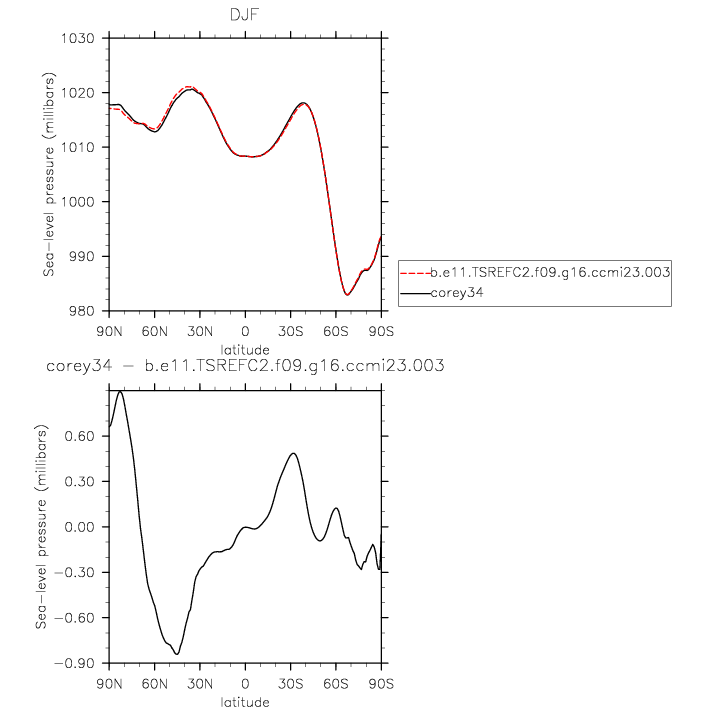 DJF
1030
1020
1010
1000
990
980
Sea-level pressure (millibars)
90N 60N 30N 0 30S 60S 90S
latitude
b.e11.TSREFC2.f09.g16.ccmi23.003
corey34
corey34 - b.e11.TSREFC2.f09.g16.ccmi23.003
0.60
0.30
0.00
-0.30
-0.60
-0.90
Sea-level pressure (millibars)
90N 60N 30N 0 30S 60S 90S
latitude